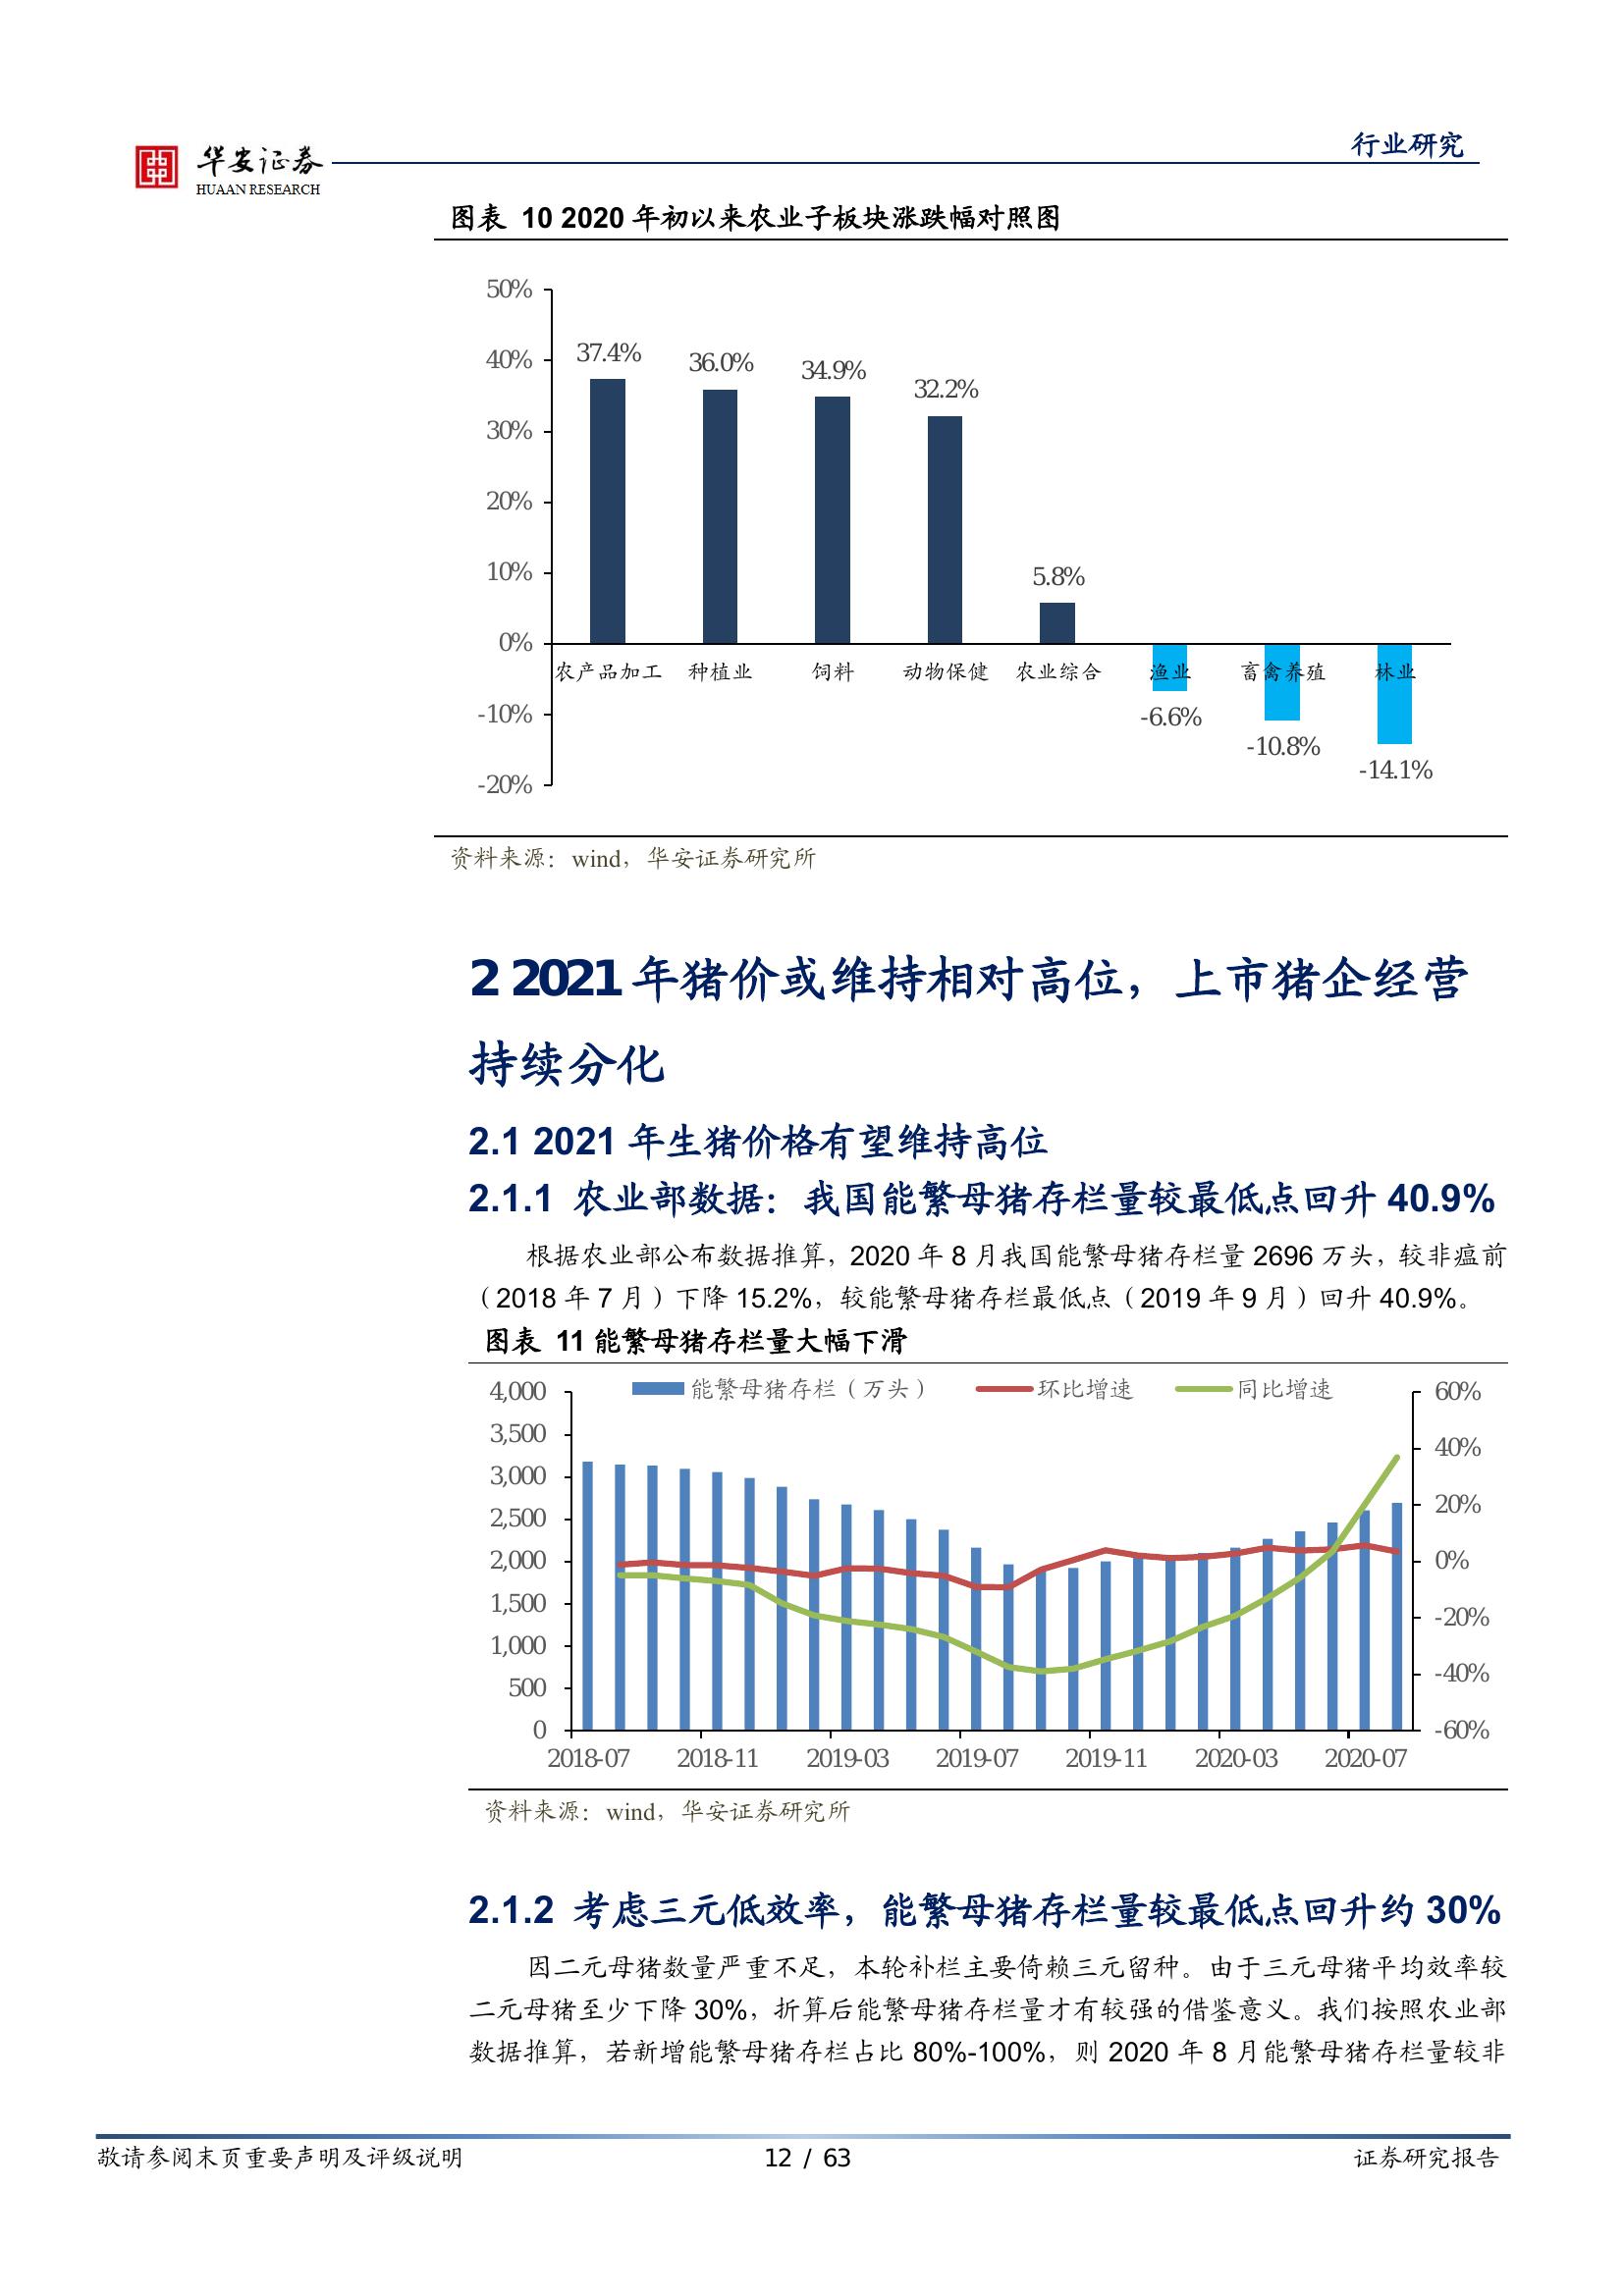 华安证券
HUAAN RESEARCH
行业研究
图表 10 2020 年初以来农业子板块涨跌幅对照图
50%
40%
30%
20%
10%
0%
-10%
-20%
37.4%
36.0%
34.9%
32.2%
5.8%
-6.6%
-10.8%
-14.1%
农产品加工 种植业 饲料 动物保健 农业综合 渔业 畜禽养殖 林业
资料来源：wind，华安证券研究所
2 2021 年猪价或维持相对高位，上市猪企经营
持续分化
2.1 2021 年生猪价格有望维持高位
2.1.1 农业部数据：我国能繁母猪存栏量较最低点回升 40.9%
根据农业部公布数据推算，2020 年 8 月我国能繁母猪存栏量 2696 万头，较非瘟前
（2018 年 7 月）下降 15.2%，较能繁母猪存栏最低点（2019 年 9 月）回升 40.9%。
图表 11 能繁母猪存栏量大幅下滑
能繁母猪存栏（万头） 环比增速 同比增速
4,000
3,500
3,000
2,500
2,000
1,500
1,000
500
0
60%
40%
20%
0%
-20%
-40%
-60%
2018-07 2018-11 2019-03 2019-07 2019-11 2020-03 2020-07
资料来源：wind，华安证券研究所
2.1.2 考虑三元低效率，能繁母猪存栏量较最低点回升约 30%
因二元母猪数量严重不足，本轮补栏主要倚赖三元留种。由于三元母猪平均效率较
二元母猪至少下降 30%，折算后能繁母猪存栏量才有较强的借鉴意义。我们按照农业部
数据推算，若新增能繁母猪存栏占比 80%-100%，则 2020 年 8 月能繁母猪存栏量较非
敬请参阅末页重要声明及评级说明
12 / 63
证券研究报告